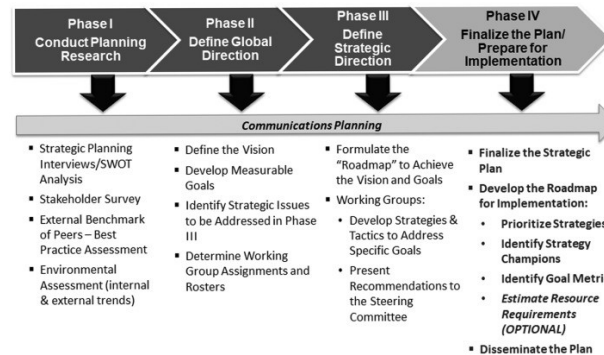 Phase I
Conduct Planning
Research
Phase II
Define Global
Direction
Phase III
Define
Strategic
Direction
Phase IV
Finalize the Plan/
Prepare for
Implementation
Communications Planning
▪ Strategic Planning
Interviews/SWOT
Analysis
▪ Stakeholder Survey
▪ External Benchmark
of Peers – Best
Practice Assessment
▪ Environmental
Assessment (internal
& external trends)
▪ Define the Vision
▪ Develop Measurable
Goals
▪ Identify Strategic Issues
to be Addressed in Phase
III
▪ Determine Working
Group Assignments and
Rosters
▪ Formulate the
“Roadmap” to Achieve
the Vision and Goals
▪ Working Groups:
• Develop Strategies &
Tactics to Address
Specific Goals
• Present
Recommendations to
the Steering
Committee
▪ Finalize the Strategic
Plan
▪ Develop the Roadmap
for Implementation:
• Prioritize Strategies
• Identify Strategy
Champions
• Identify Goal Metri
• Estimate Resource
Requirements
(OPTIONAL)
▪ Disseminate the Plan